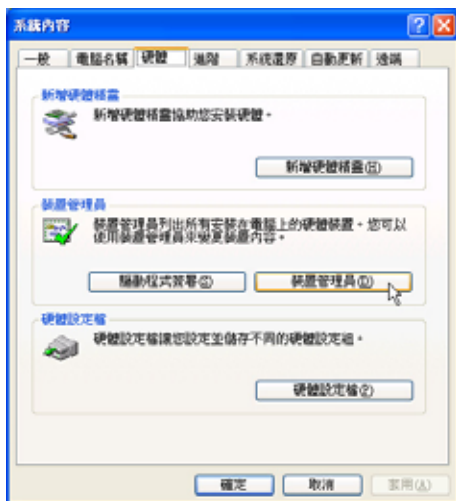 系統內容
一般 電腦名稱 硬體 進階 系統還原 自動更新 遠端
新增硬體精靈
新增硬體精靈協助您安裝硬體。
新增硬體精靈(H)
裝置管理員
裝置管理員列出所有安裝在電腦上的硬體裝置。您可以
使用裝置管理員來變更裝置內容。
驅動程式簽署(S) 裝置管理員(D)
硬體設定檔
硬體設定檔讓您設定並儲存不同的硬體設定組。
硬體設定檔(P)
確定 取消 套用(A)